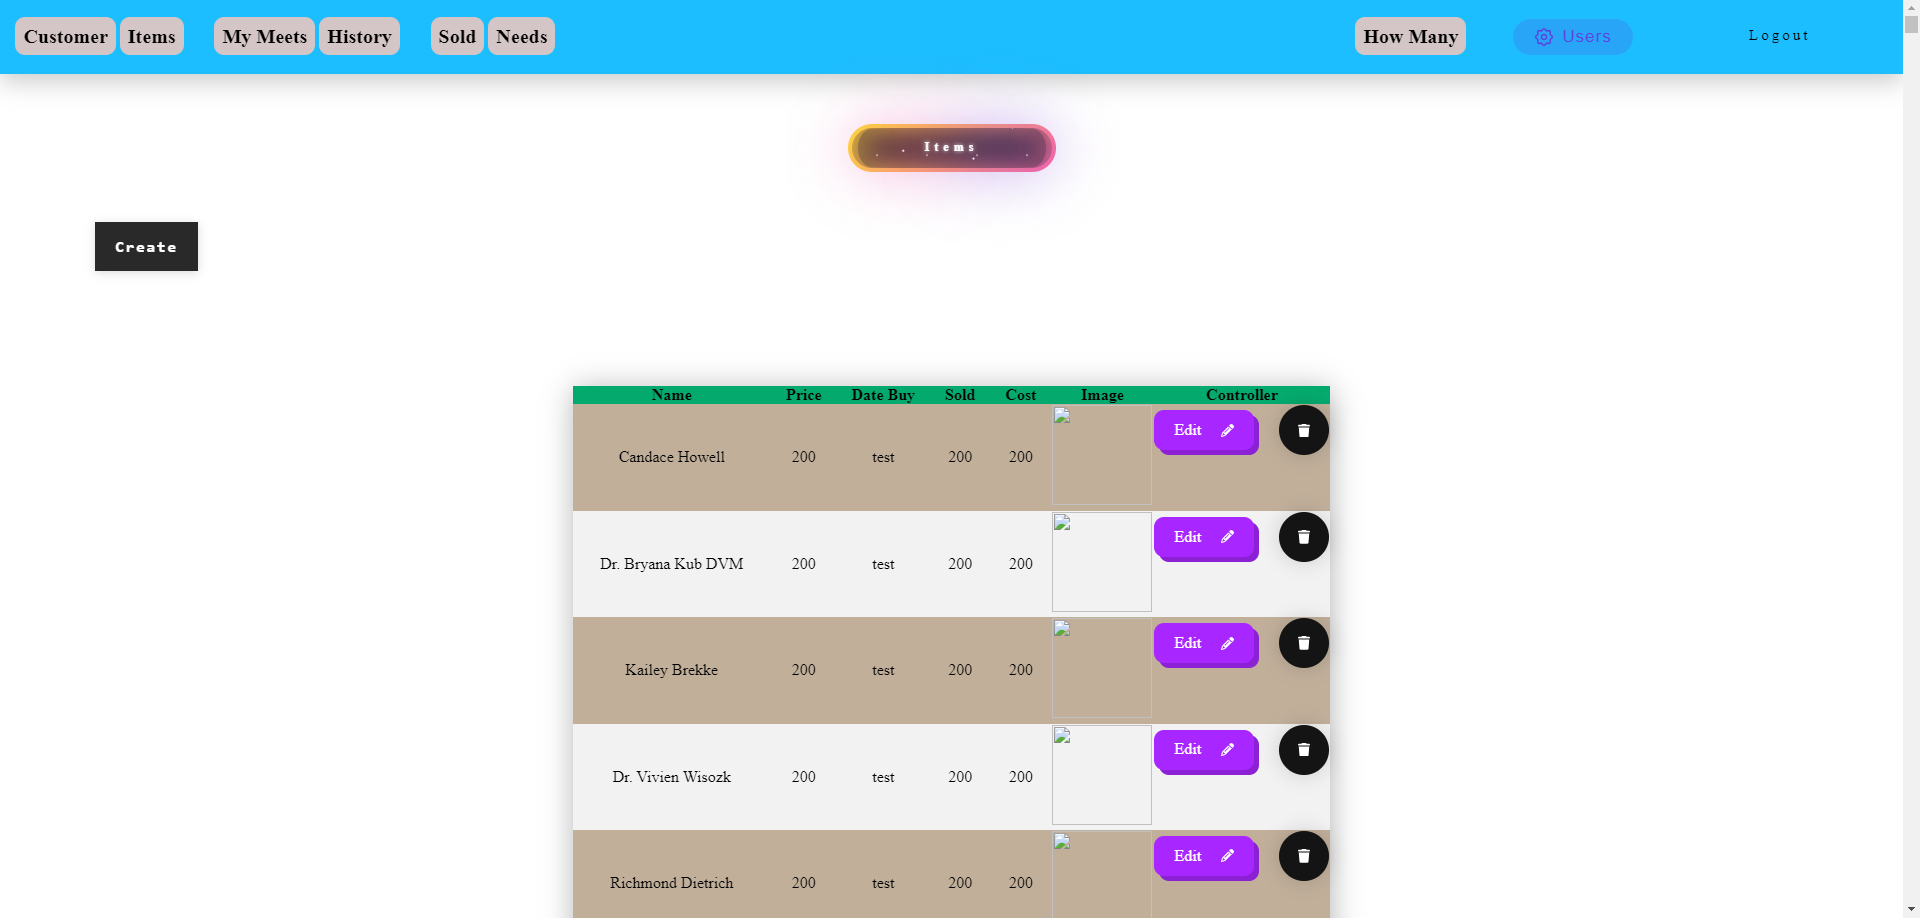 Customer Items My Meets History Sold Needs How Many Users Logout
Items
Create
Name Price Date Buy Sold Cost Image Controller
Candace Howell 200 test 200 200 Edit
Dr. Bryana Kub DVM 200 test 200 200 Edit
Kailey Brekke 200 test 200 200 Edit
Dr. Vivien Wisozk 200 test 200 200 Edit
Richmond Dietrich 200 test 200 200 Edit